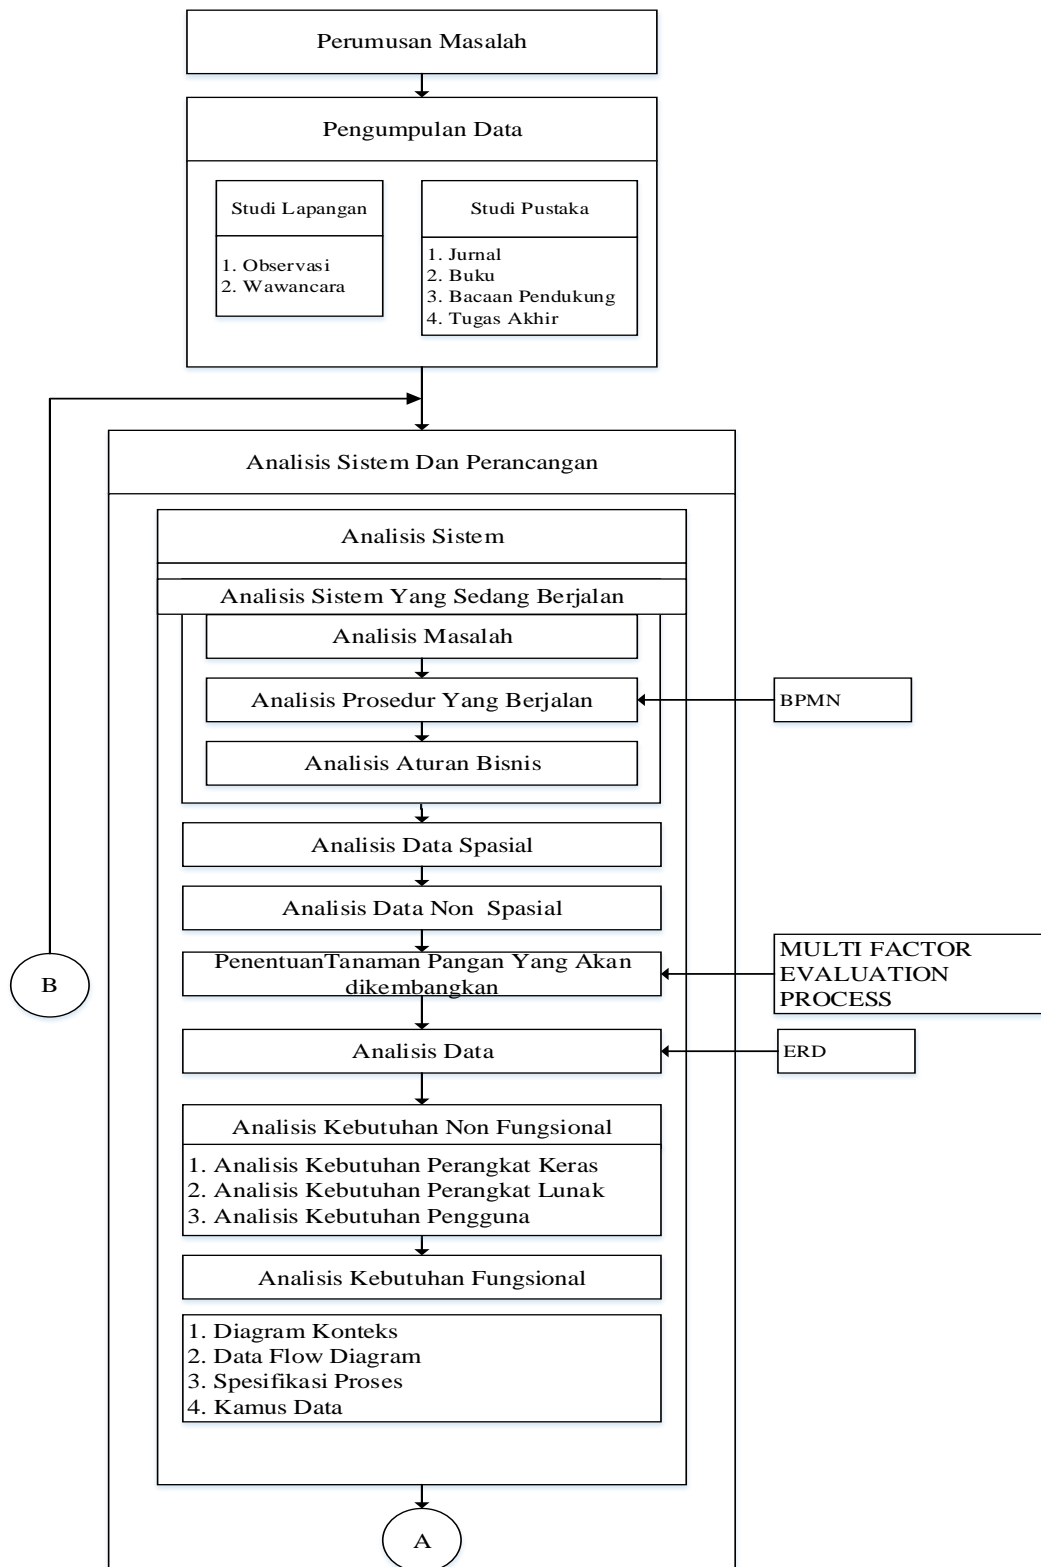 Perumusan Masalah
Pengumpulan Data
Studi Lapangan
1. Observasi
2. Wawancara
Studi Pustaka
1. Jurnal
2. Buku
3. Bacaan Pendukung
4. Tugas Akhir
Analisis Sistem Dan Perancangan
Analisis Sistem
Analisis Sistem Yang Sedang Berjalan
Analisis Masalah
Analisis Prosedur Yang Berjalan
BPMN
Analisis Aturan Bisnis
Analisis Data Spasial
Analisis Data Non  Spasial
PenentuanTanaman Pangan Yang Akan
dikembangkan
MULTI FACTOR
EVALUATION
PROCESS
B
Analisis Data
ERD
Analisis Kebutuhan Non Fungsional
1. Analisis Kebutuhan Perangkat Keras
2. Analisis Kebutuhan Perangkat Lunak
3. Analisis Kebutuhan Pengguna
Analisis Kebutuhan Fungsional
1. Diagram Konteks
2. Data Flow Diagram
3. Spesifikasi Proses
4. Kamus Data
A